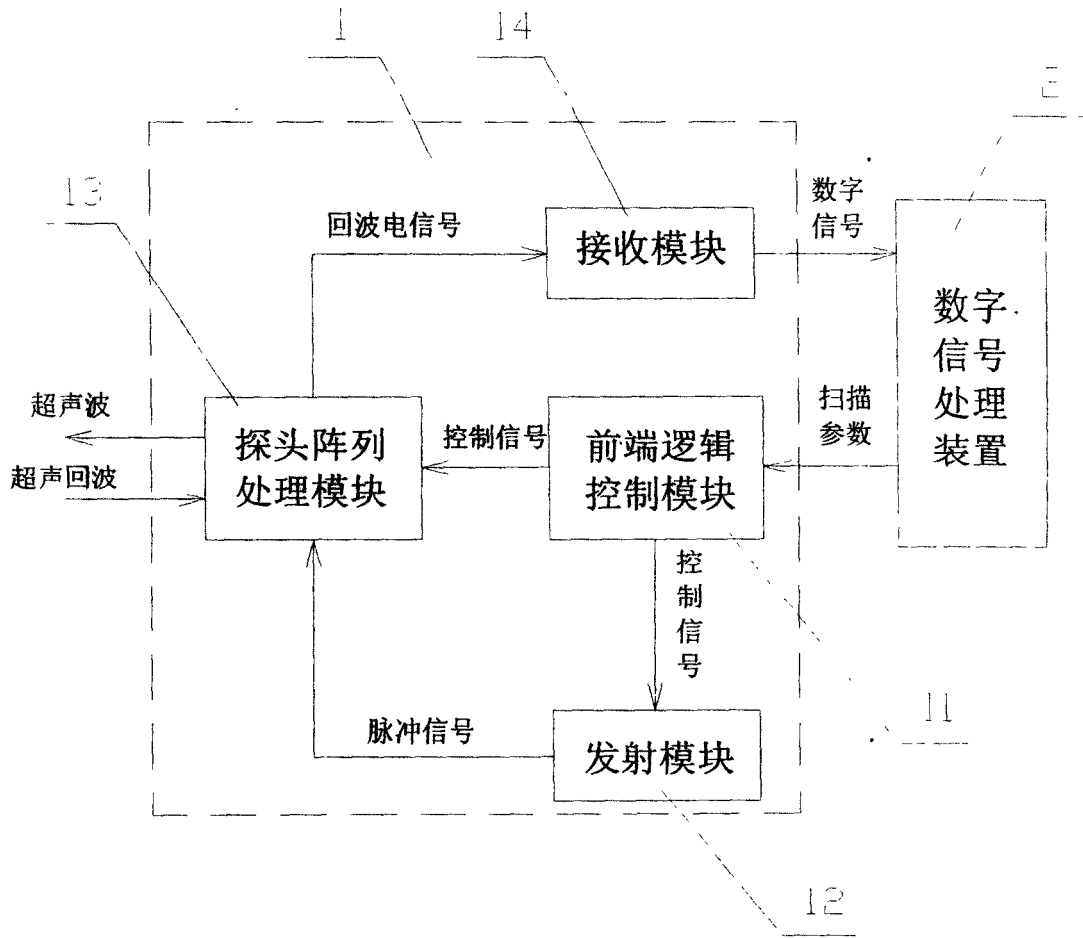 1
14
2
13
回波电信号
接收模块
数字
信号
数字
信号
处理
装置
超声波
超声回波
探头阵列
处理模块
控制信号
前端逻辑
控制模块
扫描
参数
控
制
信
号
脉冲信号
发射模块
11
12